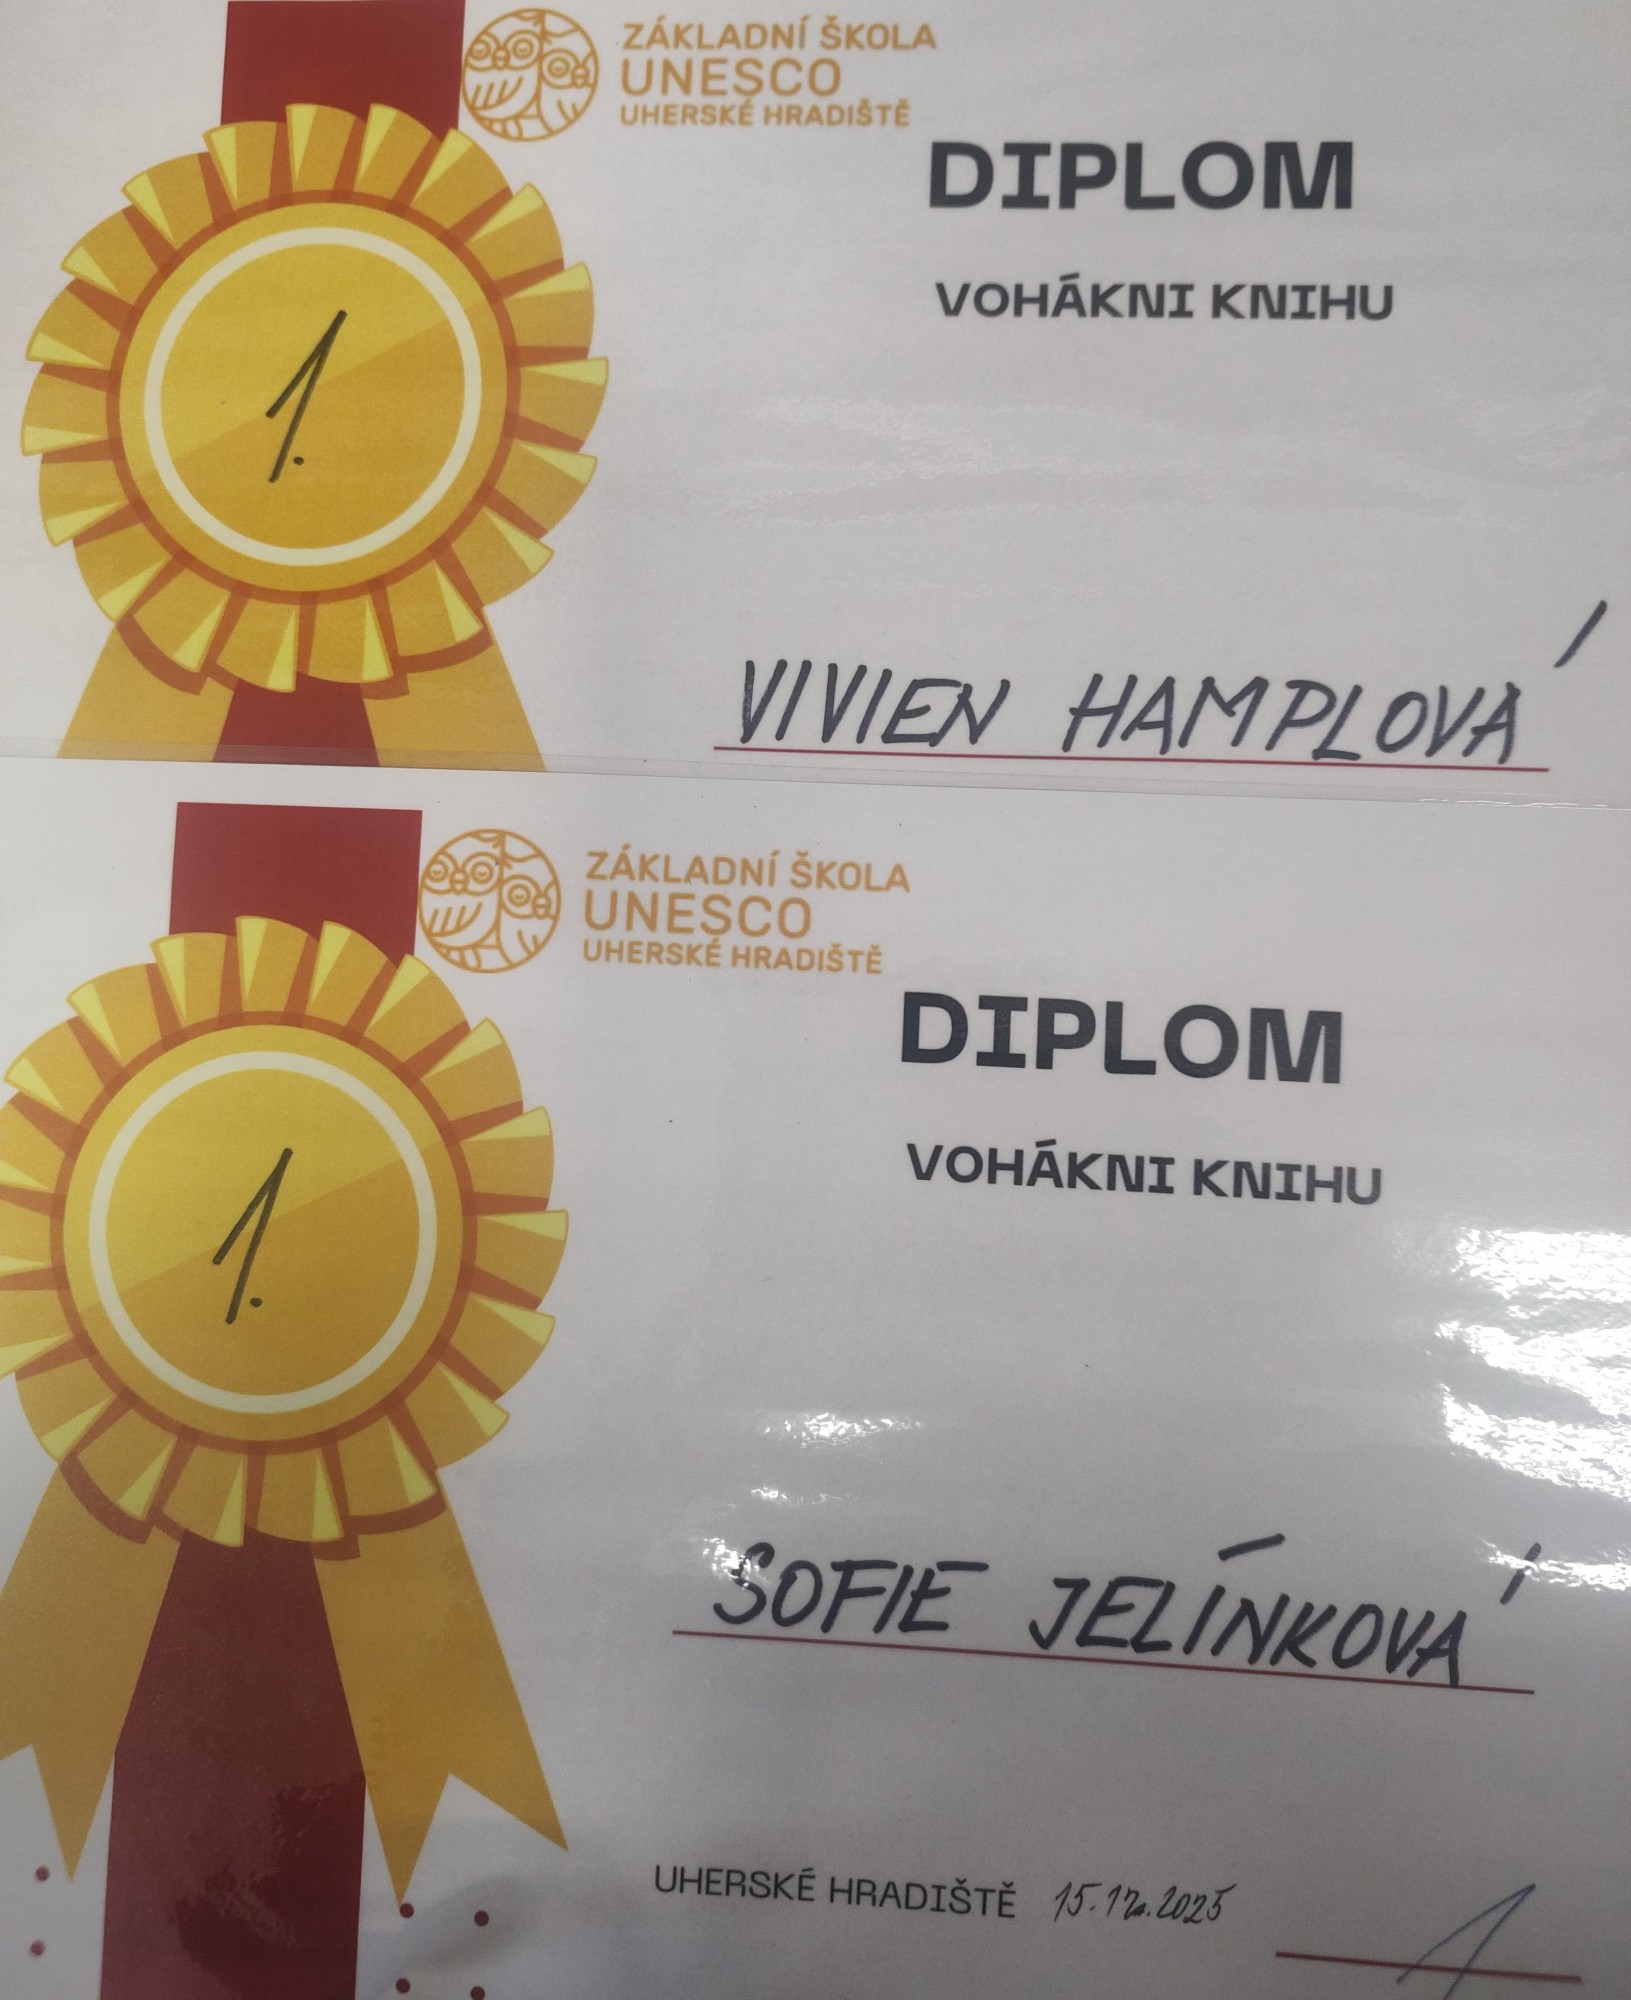 ZÁKLADNÍ ŠKOLA
UNESCO
UHERSKÉ HRADIŠTĚ
DIPLOM
VOHÁKNI KNIHU
1.
VIVIEN HAMPLOVÁ
ZÁKLADNÍ ŠKOLA
UNESCO
UHERSKÉ HRADIŠTĚ
DIPLOM
VOHÁKNI KNIHU
1.
SOFIE JELÍNKOVÁ
UHERSKÉ HRADIŠTĚ 15.12.2025